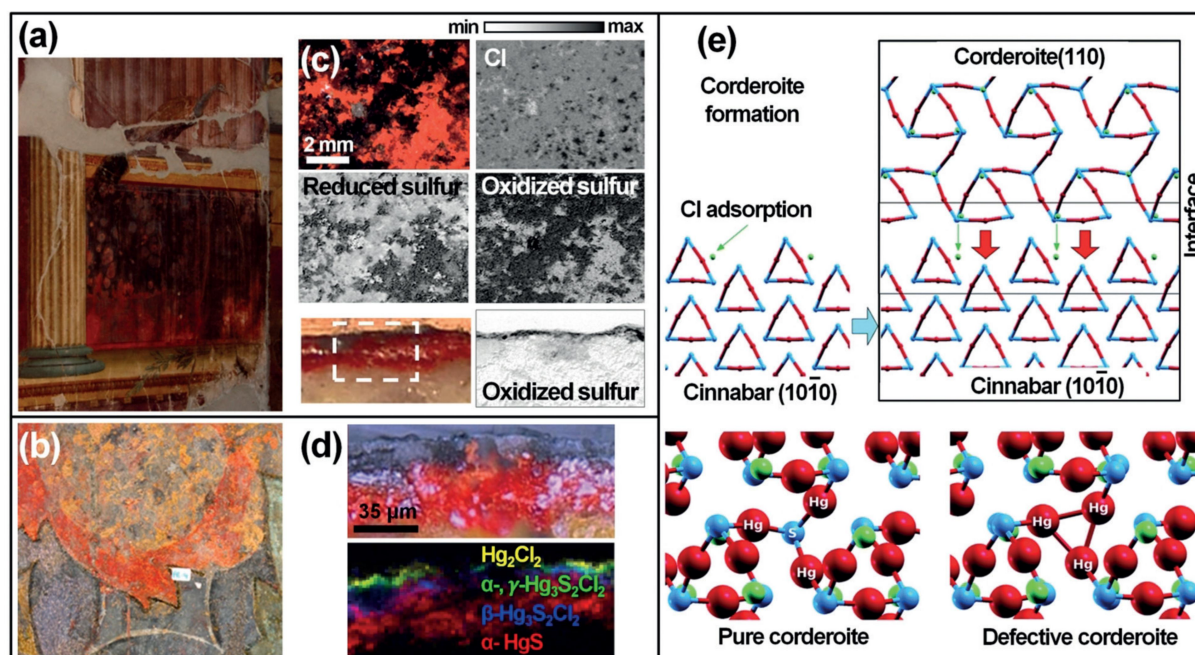 (a)
(c)
min max
Cl
2 mm
Reduced sulfur
Oxidized sulfur
Oxidized sulfur
(b)
(d)
35 μm
Hg₂Cl₂
α-, γ-Hg₃S₂Cl₂
β-Hg₃S₂Cl₂
α- HgS
(e)
Corderoite
formation
Cl adsorption
Cinnabar (101̄0)
Corderoite(110)
Interface
Cinnabar (101̄0)
Hg
Hg
S
Hg
Pure corderoite
Hg
Hg
Hg
Defective corderoite